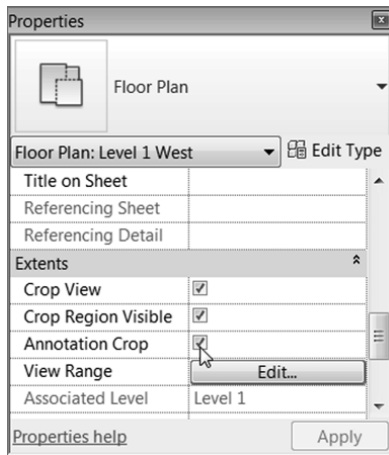 Properties
Floor Plan
Floor Plan: Level 1 West
Edit Type
Title on Sheet
Referencing Sheet
Referencing Detail
Extents
Crop View
Crop Region Visible
Annotation Crop
View Range Edit...
Associated Level Level 1
Properties help Apply